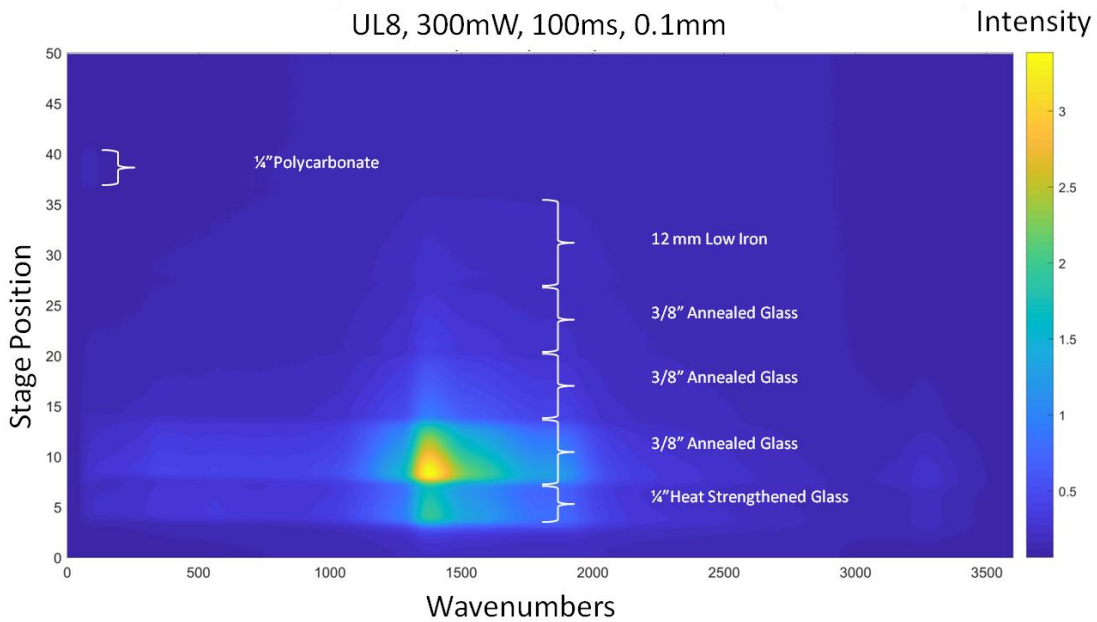 UL8, 300mW, 100ms, 0.1mm
Intensity
50
45
40
35
30
25
20
15
10
5
0
Stage Position
¼”Polycarbonate
12 mm Low Iron
3/8” Annealed Glass
3/8” Annealed Glass
3/8” Annealed Glass
¼”Heat Strengthened Glass
3
2.5
2
1.5
1
0.5
0 500 1000 1500 2000 2500 3000 3500
Wavenumbers